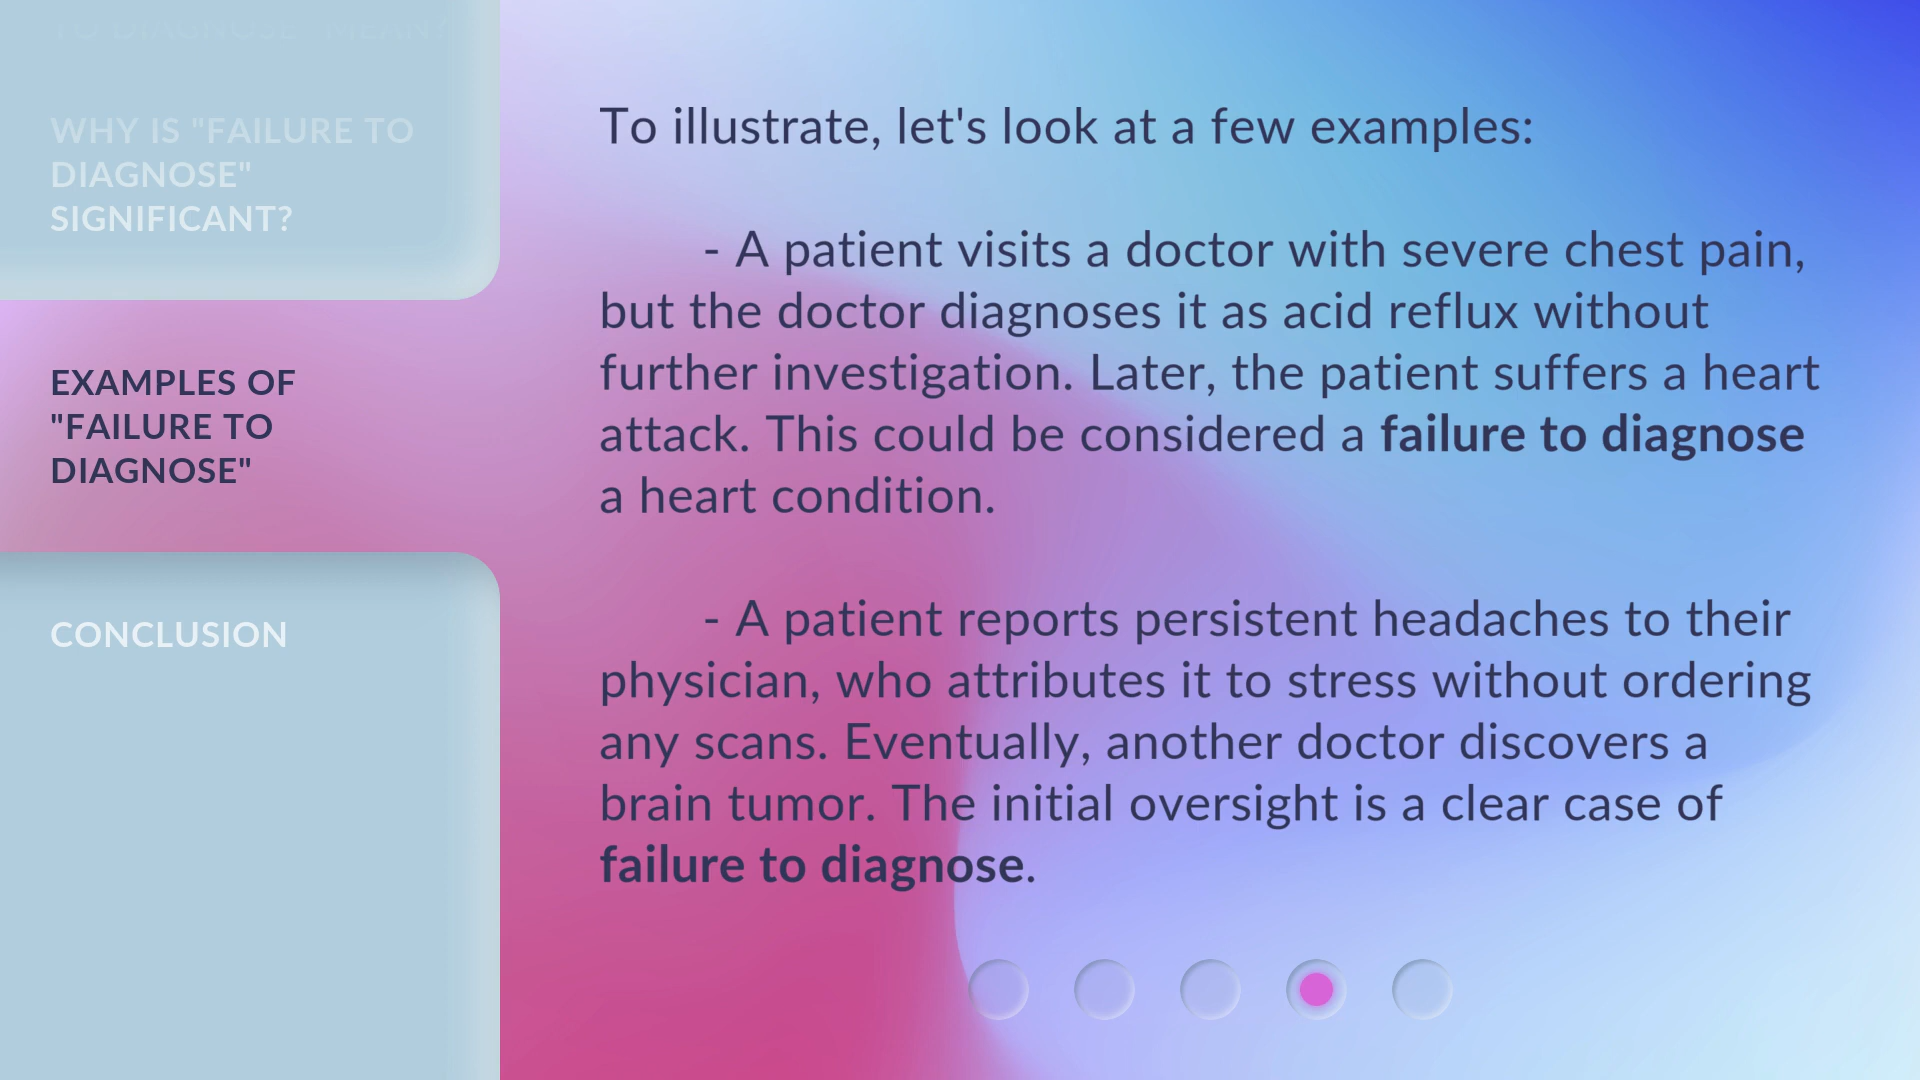 TO DIAGNOSE" MEAN?
WHY IS "FAILURE TO
DIAGNOSE"
SIGNIFICANT?
EXAMPLES OF
"FAILURE TO
DIAGNOSE"
CONCLUSION
To illustrate, let's look at a few examples:
- A patient visits a doctor with severe chest pain,
but the doctor diagnoses it as acid reflux without
further investigation. Later, the patient suffers a heart
attack. This could be considered a failure to diagnose
a heart condition.
- A patient reports persistent headaches to their
physician, who attributes it to stress without ordering
any scans. Eventually, another doctor discovers a
brain tumor. The initial oversight is a clear case of
failure to diagnose.